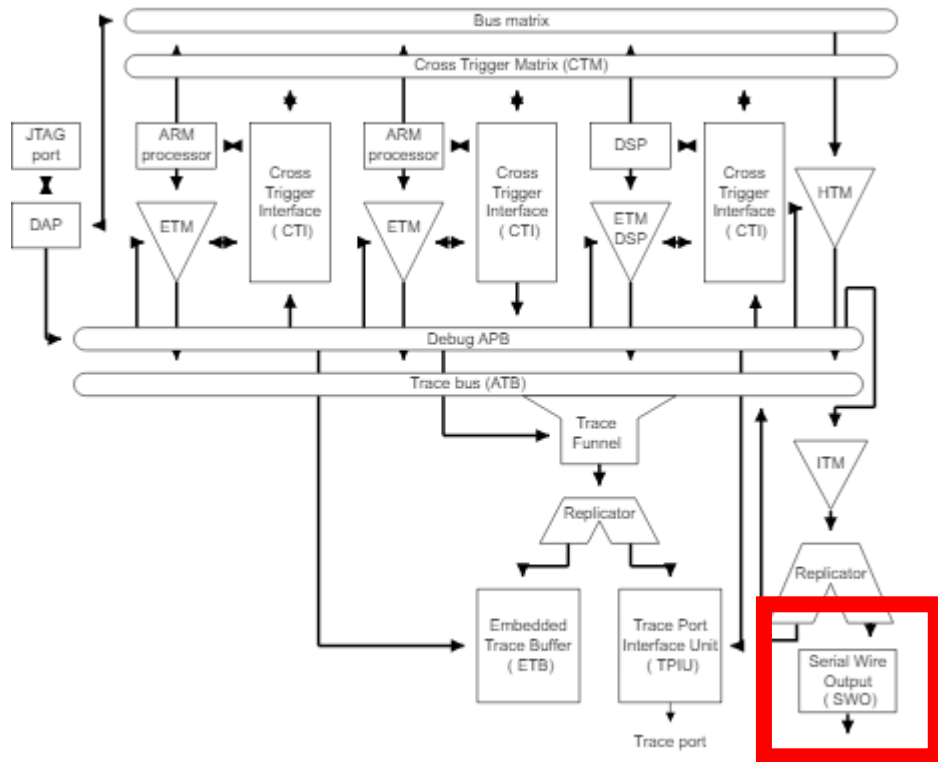 Bus matrix
Cross Trigger Matrix (CTM)
JTAG
port
ARM
processor
Cross
Trigger
Interface
( CTI)
ARM
processor
Cross
Trigger
Interface
( CTI)
DSP
Cross
Trigger
Interface
( CTI)
HTM
DAP
ETM
ETM
ETM
DSP
Debug APB
Trace bus (ATB)
Trace
Funnel
ITM
Replicator
Replicator
Embedded
Trace Buffer
( ETB)
Trace Port
Interface Unit
( TPIU)
Serial Wire
Output
( SWO)
Trace port